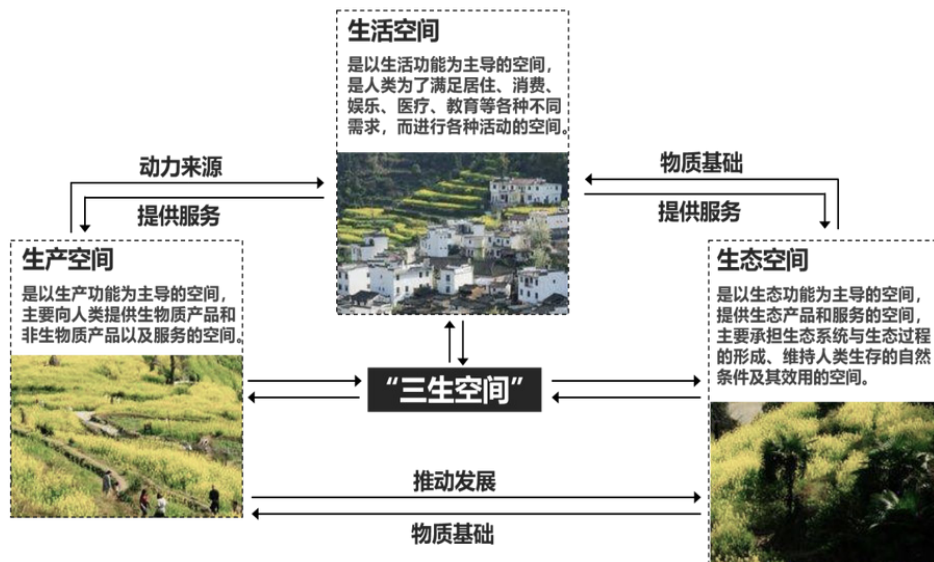 生活空间
是以生活功能为主导的空间，
是人类为了满足居住、消费、
娱乐、医疗、教育等各种不同
需求，而进行各种活动的空间。
动力来源
提供服务
物质基础
提供服务
生产空间
是以生产功能为主导的空间，
主要向人类提供生物质产品和
非生物质产品以及服务的空间。
生态空间
是以生态功能为主导的空间，
提供生态产品和服务的空间，
主要承担生态系统与生态过程
的形成、维持人类生存的自然
条件及其效用的空间。
“三生空间”
推动发展
物质基础